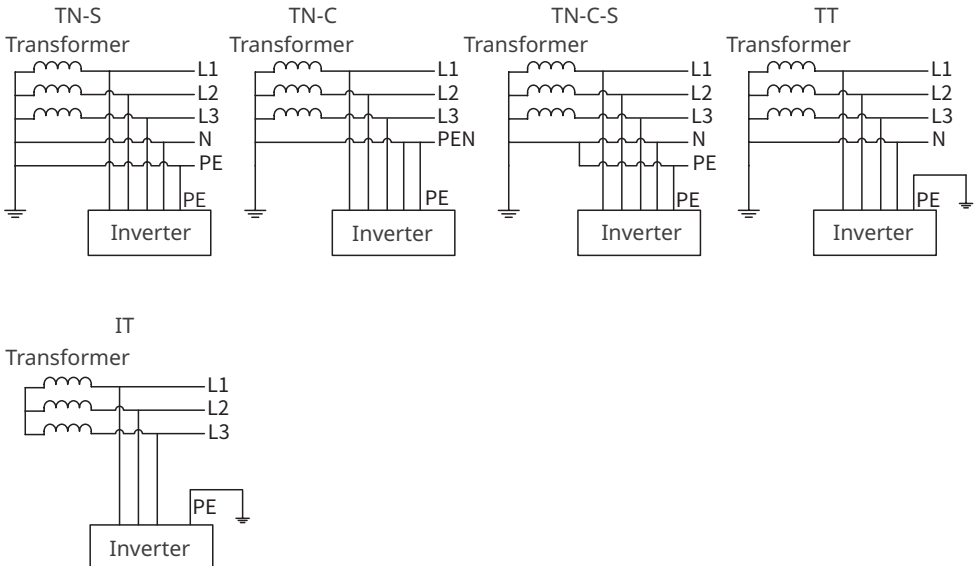 TN-S
Transformer
L1
L2
L3
N
PE
PE
Inverter
TN-C
Transformer
L1
L2
L3
PEN
PE
Inverter
TN-C-S
Transformer
L1
L2
L3
N
PE
PE
Inverter
TT
Transformer
L1
L2
L3
N
PE
Inverter
IT
Transformer
L1
L2
L3
PE
Inverter